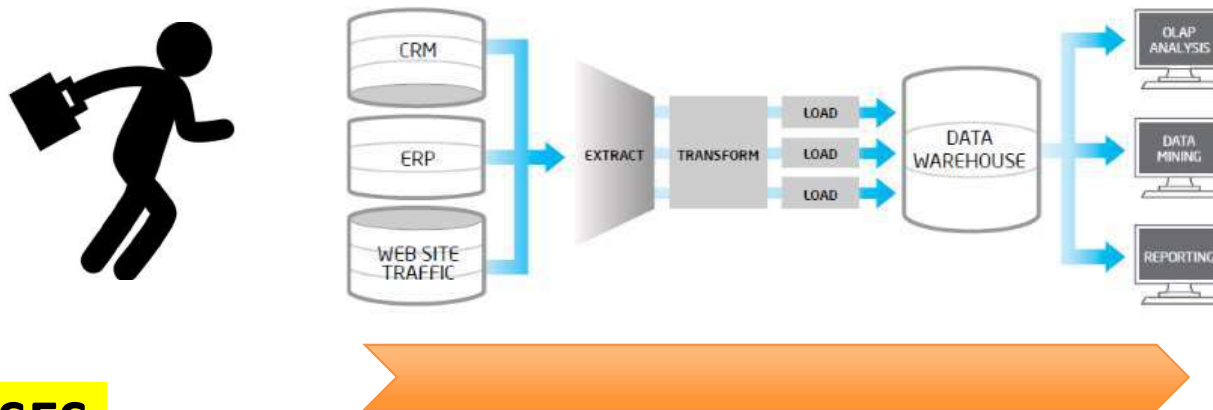 CRM
ERP
WEB SITE
TRAFFIC
EXTRACT
TRANSFORM
LOAD
LOAD
LOAD
DATA
WAREHOUSE
OLAP
ANALYSIS
DATA
MINING
REPORTING